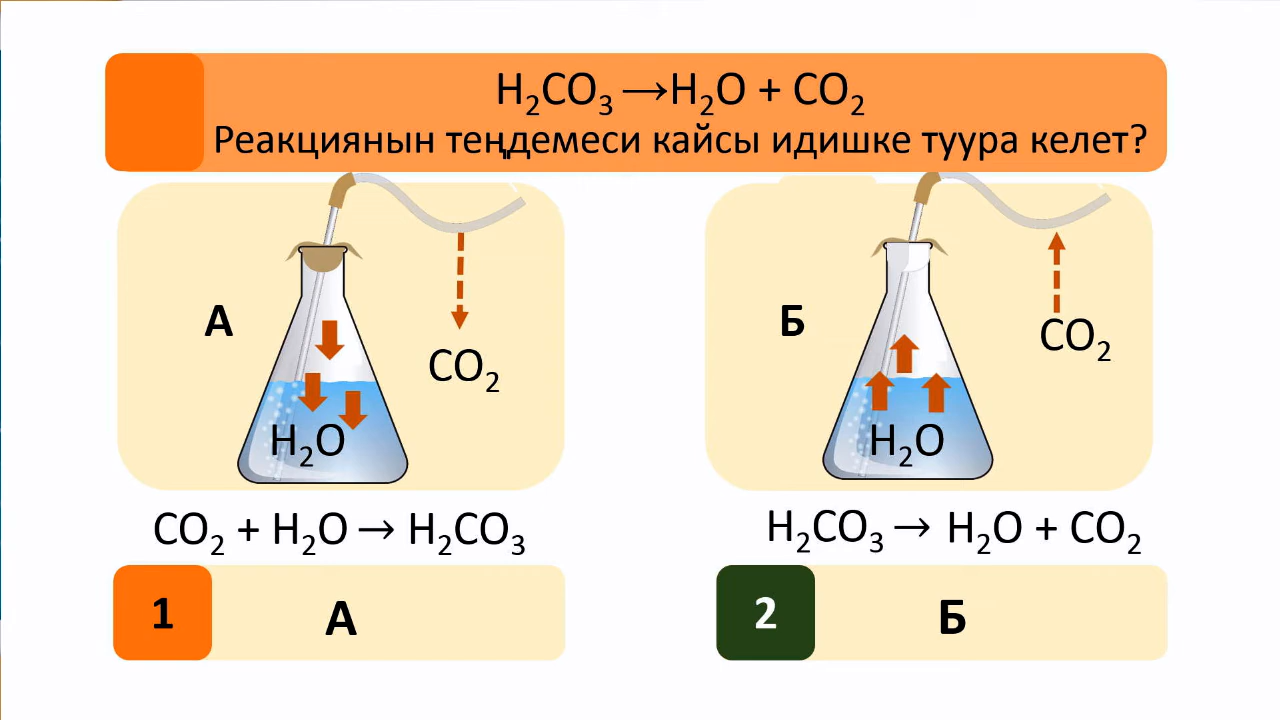 H₂CO₃ →H₂O + CO₂
Реакциянын теңдемеси кайсы идишке туура келет?
А
CO₂
H₂O
Б
CO₂
H₂O
CO₂ + H₂O → H₂CO₃
H₂CO₃ → H₂O + CO₂
1
А
2
Б